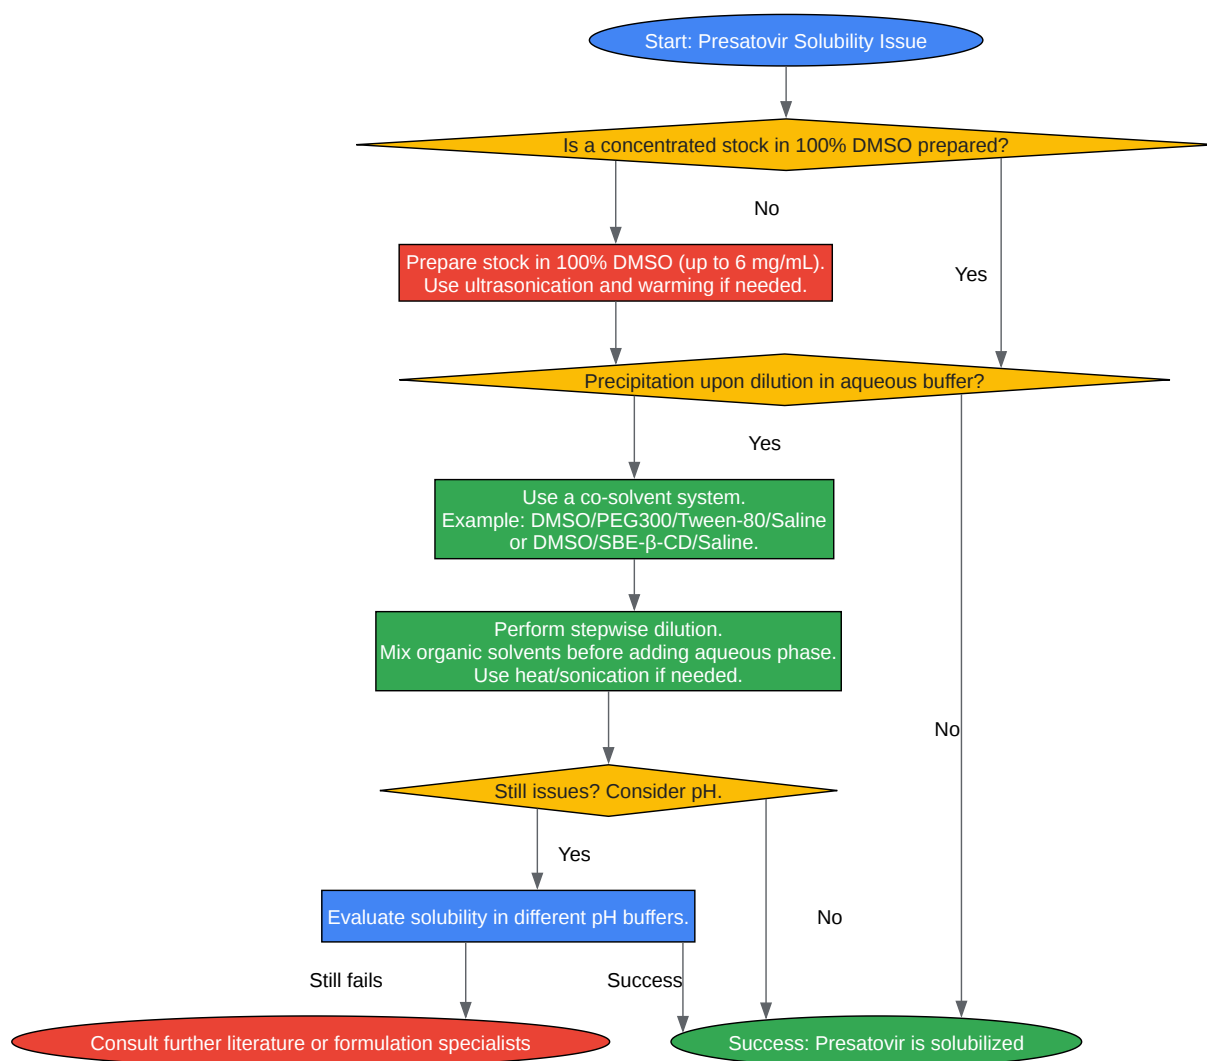 Start: Presatovir Solubility Issue
Is a concentrated stock in 100% DMSO prepared?
No
Prepare stock in 100% DMSO (up to 6 mg/mL).
Use ultrasonication and warming if needed.
Yes
Precipitation upon dilution in aqueous buffer?
Yes
Use a co-solvent system.
Example: DMSO/PEG300/Tween-80/Saline
or DMSO/SBE-β-CD/Saline.
Perform stepwise dilution.
Mix organic solvents before adding aqueous phase.
Use heat/sonication if needed.
No
Still issues? Consider pH.
Yes
Evaluate solubility in different pH buffers.
No
Still fails
Success
Consult further literature or formulation specialists
Success: Presatovir is solubilized